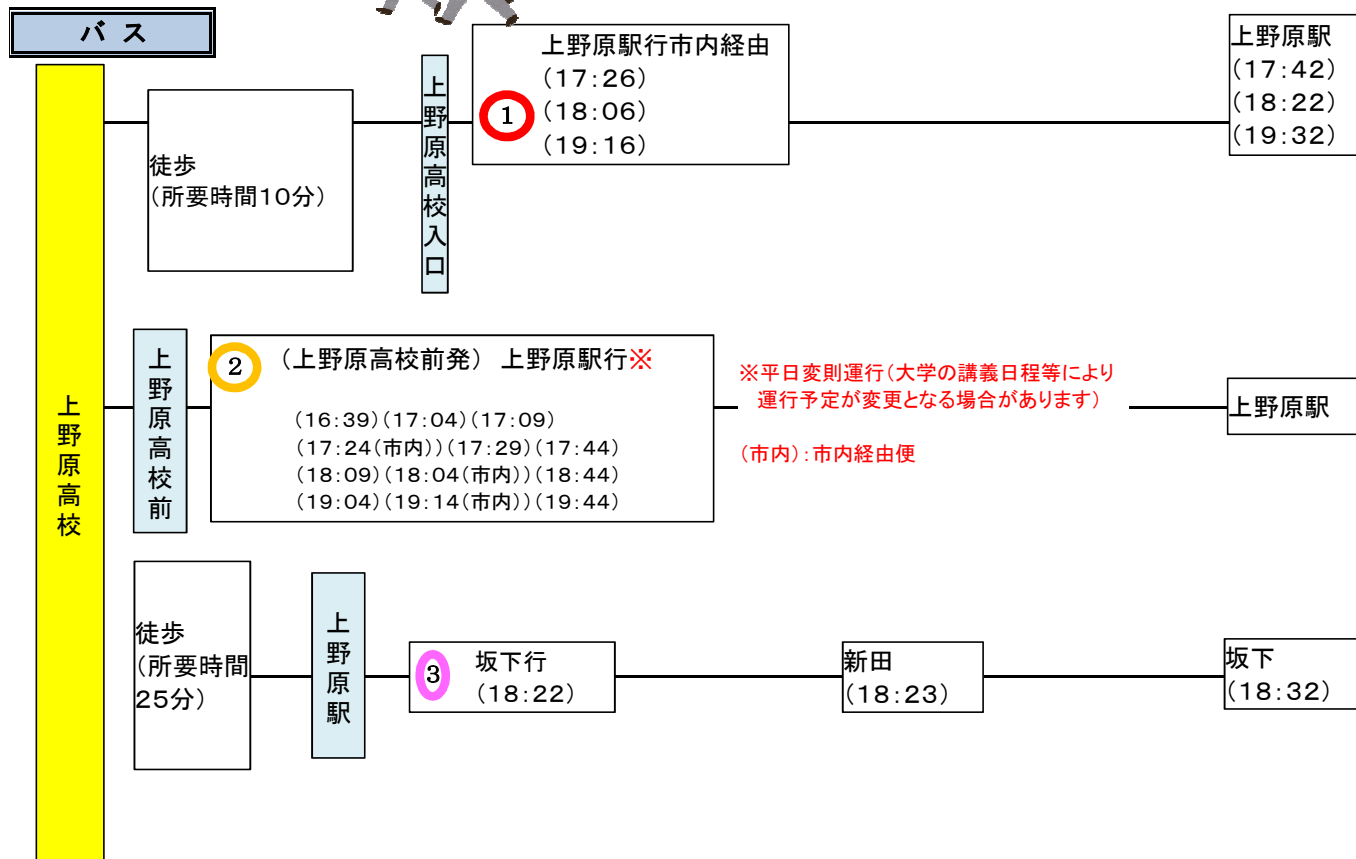 バス
上野原高校
徒歩
(所要時間10分)
上野原高校入口
①
上野原駅行市内経由
(17:26)
(18:06)
(19:16)
上野原駅
(17:42)
(18:22)
(19:32)
上野原高校前
②
(上野原高校前発) 上野原駅行※
(16:39)(17:04)(17:09)
(17:24(市内))(17:29)(17:44)
(18:09)(18:04(市内))(18:44)
(19:04)(19:14(市内))(19:44)
※平日変則運行(大学の講義日程等により
運行予定が変更となる場合があります)
(市内):市内経由便
上野原駅
徒歩
(所要時間
25分)
上野原駅
③
坂下行
(18:22)
新田
(18:23)
坂下
(18:32)